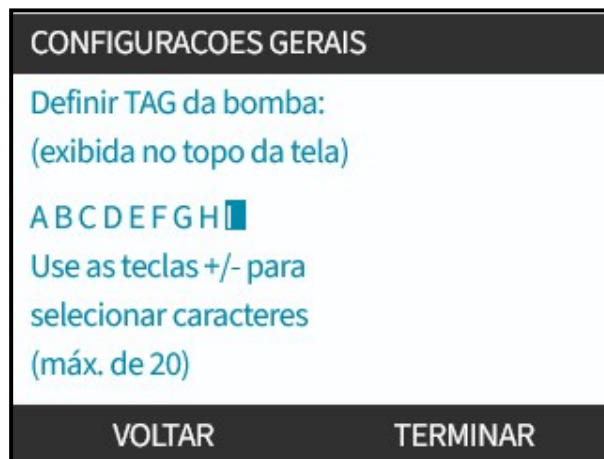 CONFIGURACOES GERAIS
Definir TAG da bomba:
(exibida no topo da tela)
A B C D E F G H I
Use as teclas +/- para
selecionar caracteres
(máx. de 20)
VOLTAR TERMINAR